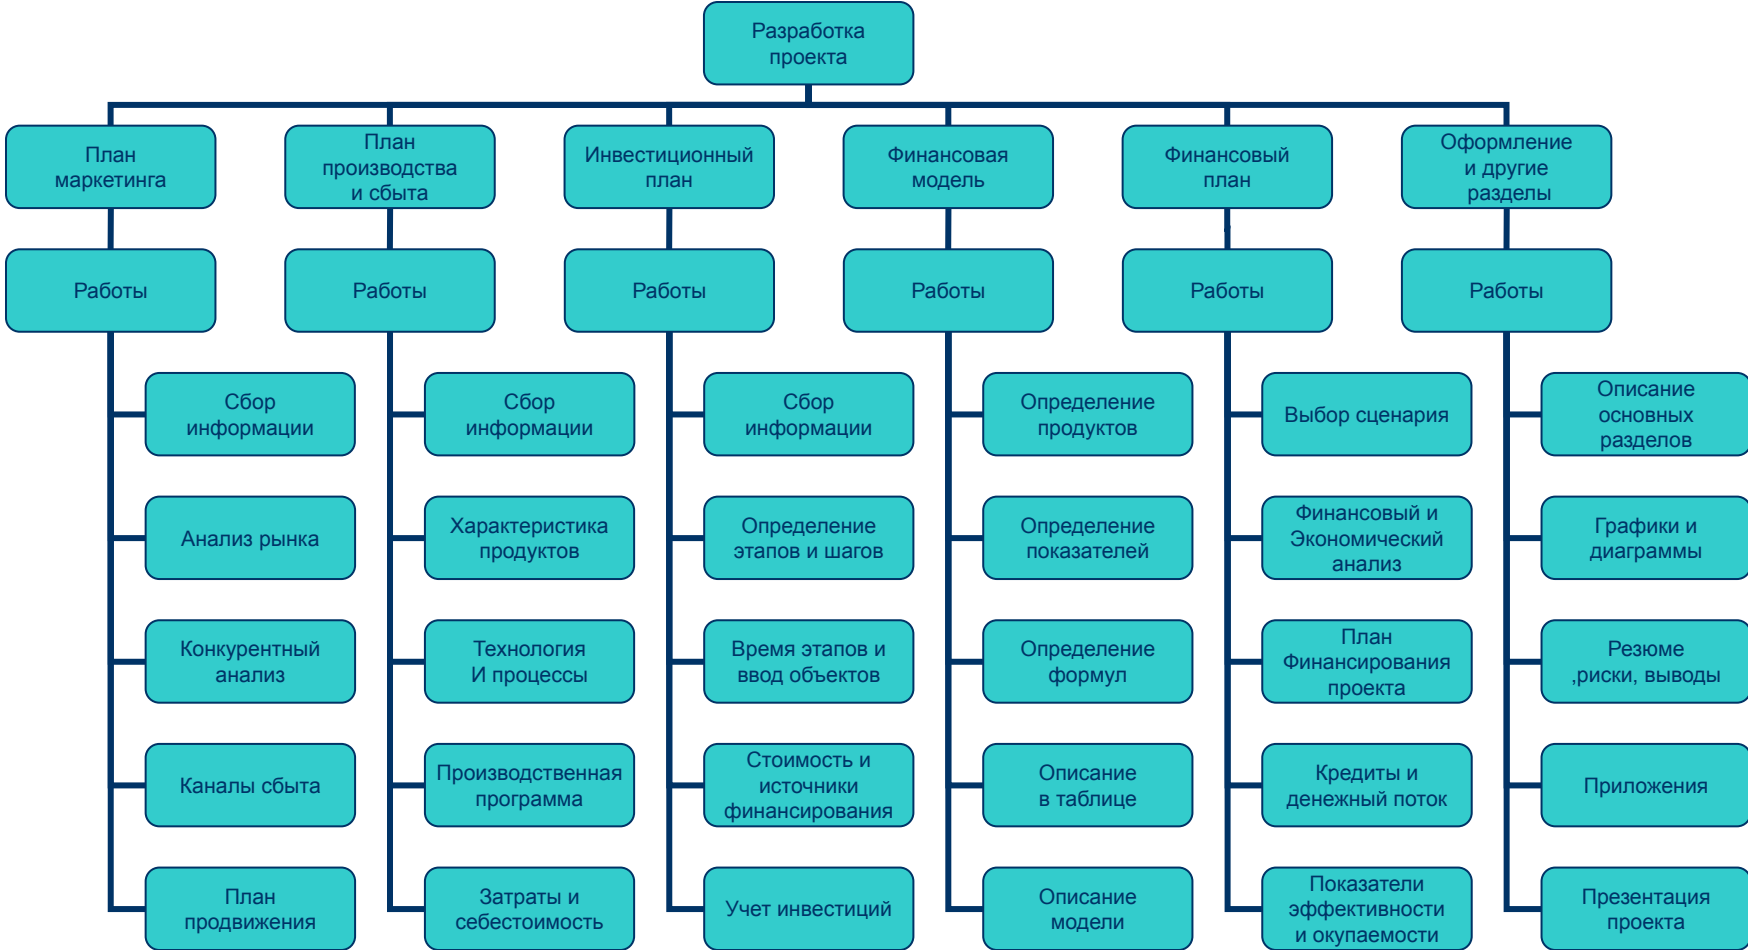 Разработка
проекта
План
маркетинга
План
производства
и сбыта
Инвестиционный
план
Финансовая
модель
Финансовый
план
Оформление
и другие
разделы
Работы
Работы
Работы
Работы
Работы
Работы
Сбор
информации
Сбор
информации
Сбор
информации
Определение
продуктов
Выбор сценария
Описание
основных
разделов
Анализ рынка
Характеристика
продуктов
Определение
этапов и шагов
Определение
показателей
Финансовый и
Экономический
анализ
Графики и
диаграммы
Конкурентный
анализ
Технология
И процессы
Время этапов и
ввод объектов
Определение
формул
План
Финансирования
проекта
Резюме
,риски, выводы
Каналы сбыта
Производственная
программа
Стоимость и
источники
финансирования
Описание
в таблице
Кредиты и
денежный поток
Приложения
План
продвижения
Затраты и
себестоимость
Учет инвестиций
Описание
модели
Показатели
эффективности
и окупаемости
Презентация
проекта